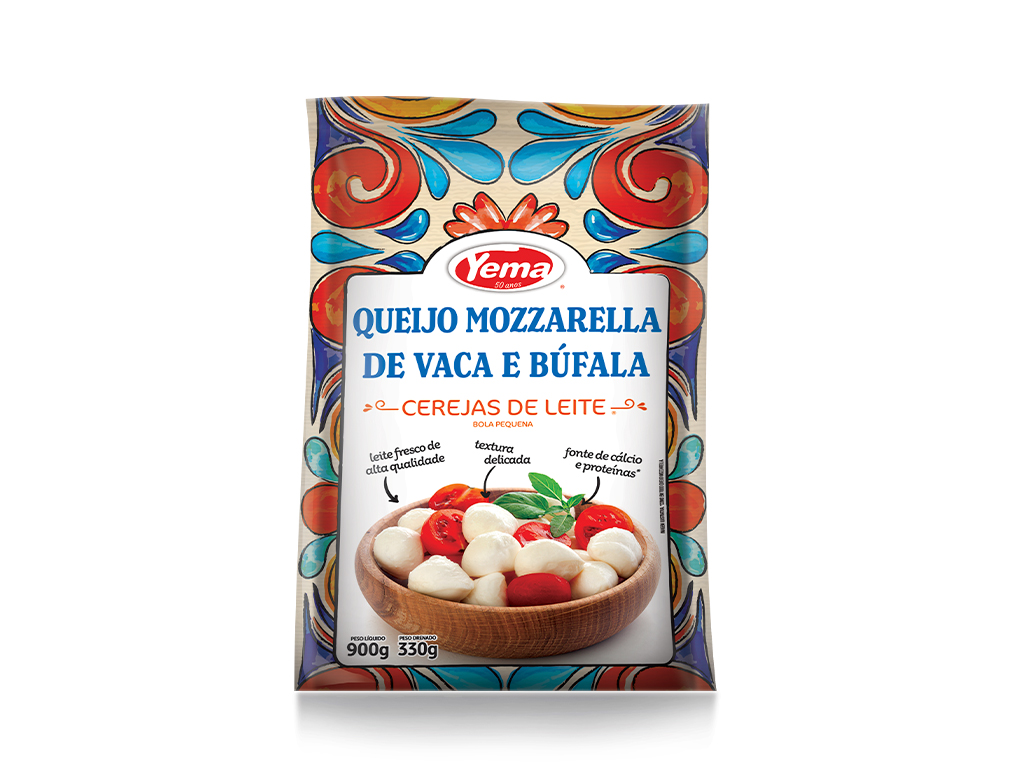 Yema
50 anos
®
QUEIJO MOZZARELLA
DE VACA E BÚFALA
CEREJAS DE LEITE®
BOLA PEQUENA
leite fresco de
alta qualidade
textura
delicada
fonte de cálcio
e proteínas*
PESO LÍQUIDO
900g
PESO DRENADO
330g